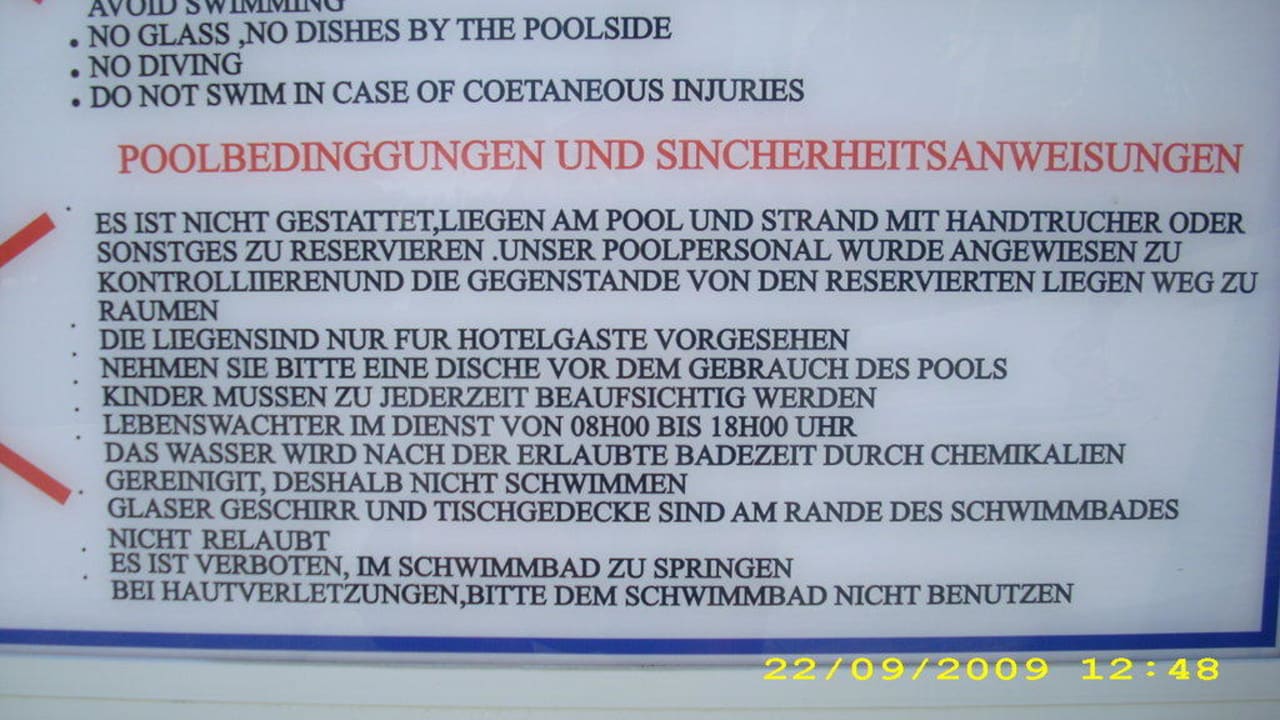 AVOID SWIMMING
. NO GLASS ,NO DISHES BY THE POOLSIDE
. NO DIVING
. DO NOT SWIM IN CASE OF COETANEOUS INJURIES
POOLBEDINGGUNGEN UND SINCHERHEITSANWEISUNGEN
. ES IST NICHT GESTATTET,LIEGEN AM POOL UND STRAND MIT HANDTRUCHER ODER
SONSTGES ZU RESERVIEREN .UNSER POOLPERSONAL WURDE ANGEWIESEN ZU
KONTROLLIIERENUND DIE GEGENSTANDE VON DEN RESERVIERTEN LIEGEN WEG ZU
RAUMEN
. DIE LIEGENSIND NUR FUR HOTELGASTE VORGESEHEN
. NEHMEN SIE BITTE EINE DISCHE VOR DEM GEBRAUCH DES POOLS
. KINDER MUSSEN ZU JEDERZEIT BEAUFSICHTIG WERDEN
. LEBENSWACHTER IM DIENST VON 08H00 BIS 18H00 UHR
. DAS WASSER WIRD NACH DER ERLAUBTE BADEZEIT DURCH CHEMIKALIEN
GEREINIGIT, DESHALB NICHT SCHWIMMEN
. GLASER GESCHIRR UND TISCHGEDECKE SIND AM RANDE DES SCHWIMMBADES
NICHT RELAUBT
. ES IST VERBOTEN, IM SCHWIMMBAD ZU SPRINGEN
. BEI HAUTVERLETZUNGEN,BITTE DEM SCHWIMMBAD NICHT BENUTZEN
22/09/2009 12:48